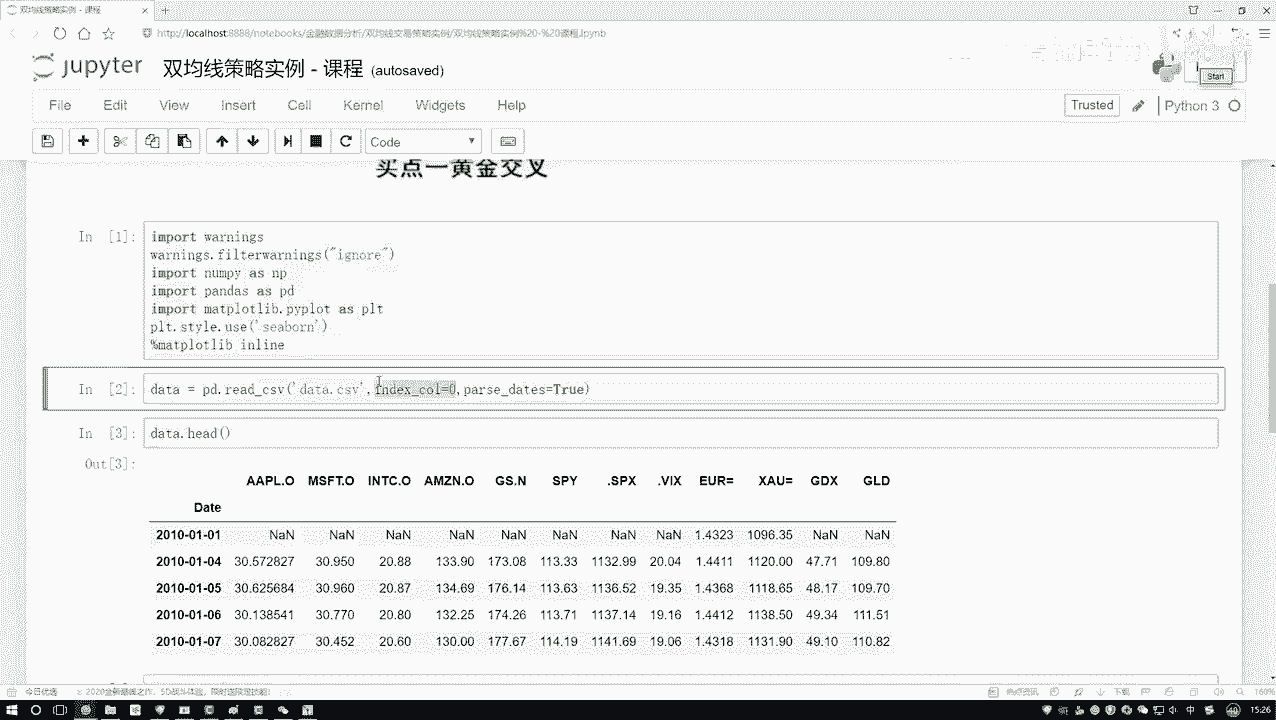 双均线策略实例 - 课程
http://localhost:8888/notebooks/金融数据分析/双均线交易策略实例/双均线策略实例%20-%20课程.ipynb
jupyter 双均线策略实例 - 课程 (autosaved)
Start
File Edit View Insert Cell Kernel Widgets Help
Trusted Python 3
Code
买点一黄金交叉
In [1]:
import warnings
warnings.filterwarnings("ignore")
import numpy as np
import pandas as pd
import matplotlib.pyplot as plt
plt.style.use('seaborn')
%matplotlib inline
In [2]: data = pd.read_csv('data.csv',index_col=0,parse_dates=True)
In [3]: data.head()
Out[3]:
AAPL.O MSFT.O INTC.O AMZN.O GS.N SPY .SPX .VIX EUR= XAU= GDX GLD
Date
2010-01-01 NaN NaN NaN NaN NaN NaN NaN NaN 1.4323 1096.35 NaN NaN
2010-01-04 30.572827 30.950 20.88 133.90 173.08 113.33 1132.99 20.04 1.4411 1120.00 47.71 109.80
2010-01-05 30.625684 30.960 20.87 134.69 176.14 113.63 1136.52 19.35 1.4368 1118.65 48.17 109.70
2010-01-06 30.138541 30.770 20.80 132.25 174.26 113.71 1137.14 19.16 1.4412 1138.50 49.34 111.51
2010-01-07 30.082827 30.452 20.60 130.00 177.67 114.19 1141.69 19.06 1.4318 1131.90 49.10 110.82
今日优选
下载
160%
中
15:26